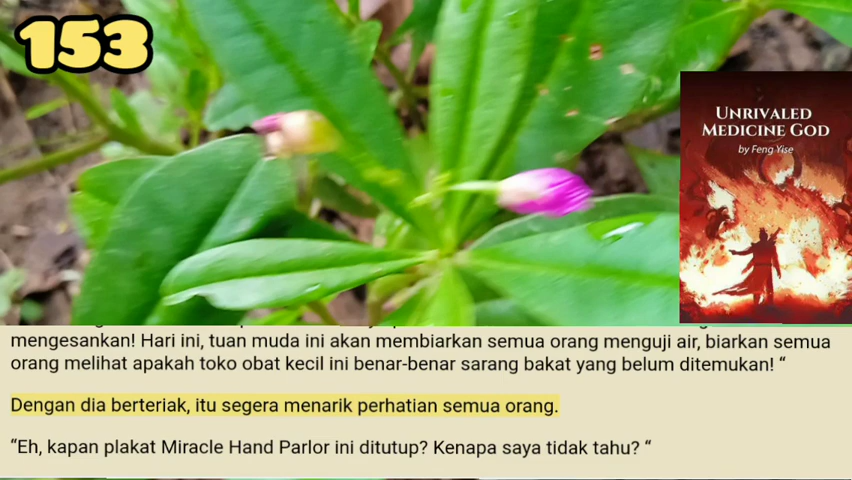 153
UNRIVALED
MEDICINE GOD
by Feng Yise
mengesankan! Hari ini, tuan muda ini akan membiarkan semua orang menguji air, biarkan semua
orang melihat apakah toko obat kecil ini benar-benar sarang bakat yang belum ditemukan! “
Dengan dia berteriak, itu segera menarik perhatian semua orang.
“Eh, kapan plakat Miracle Hand Parlor ini ditutup? Kenapa saya tidak tahu? “